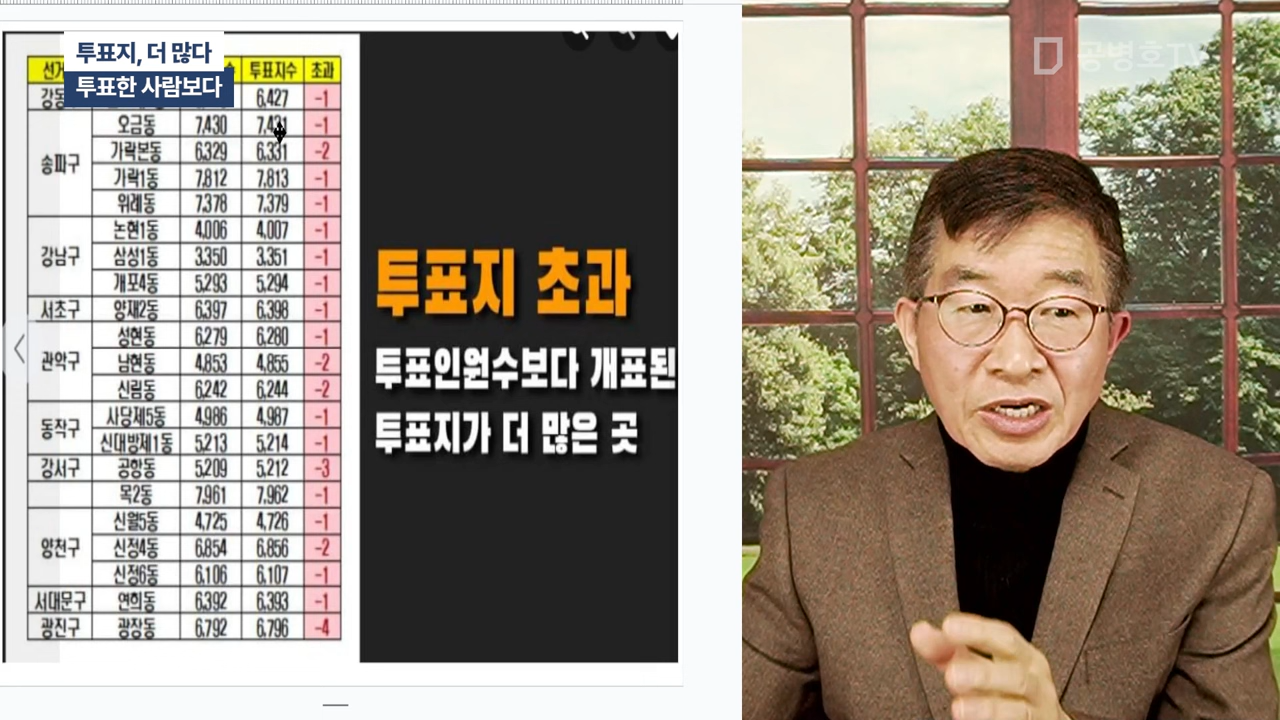 투표지, 더 많다
투표한 사람보다
공병호TV
투표지수 초과
6,427 -1
송파구 오금동 7,430 7,431 -1
가락본동 6,329 6,331 -2
가락1동 7,812 7,813 -1
위례동 7,378 7,379 -1
강남구 논현1동 4,006 4,007 -1
삼성1동 3,350 3,351 -1
개포4동 5,293 5,294 -1
서초구 양재2동 6,397 6,398 -1
관악구 성현동 6,279 6,280 -1
남현동 4,853 4,855 -2
신림동 6,242 6,244 -2
동작구 사당제5동 4,986 4,987 -1
신대방제1동 5,213 5,214 -1
강서구 공항동 5,209 5,212 -3
양천구 목2동 7,961 7,962 -1
신월5동 4,725 4,726 -1
신정4동 6,854 6,856 -2
신정6동 6,106 6,107 -1
서대문구 연희동 6,392 6,393 -1
광진구 광장동 6,792 6,796 -4
투표지 초과
투표인원수보다 개표된
투표지가 더 많은 곳